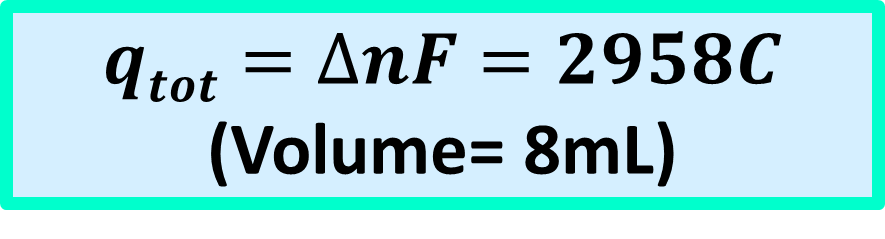 q_tot = ΔnF = 2958C
(Volume= 8mL)